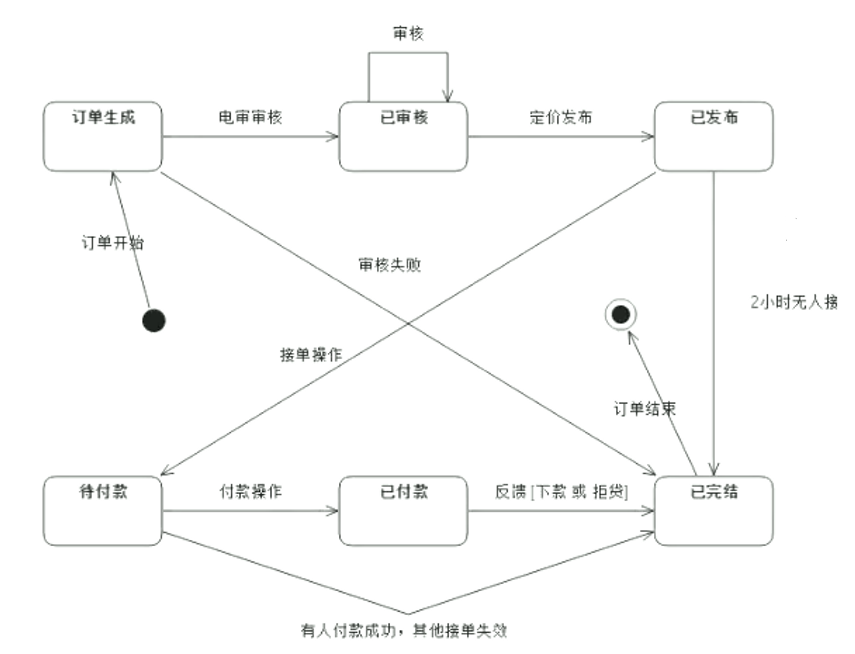 审核
订单生成
电审审核
已审核
定价发布
已发布
订单开始
审核失败
2小时无人接
接单操作
订单结束
待付款
付款操作
已付款
反馈 [下款 或 拒贷]
已完结
有人付款成功，其他接单失效